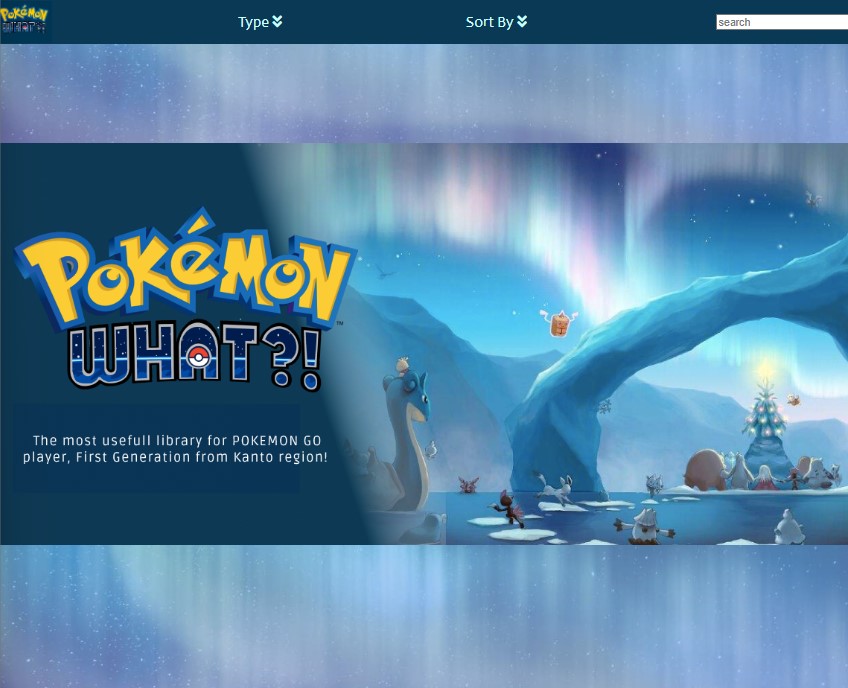 POKéMON
WHAT?!
Type
Sort By
search
POKéMON
™
WHAT?!
The most usefull library for POKEMON GO
player, First Generation from Kanto region!